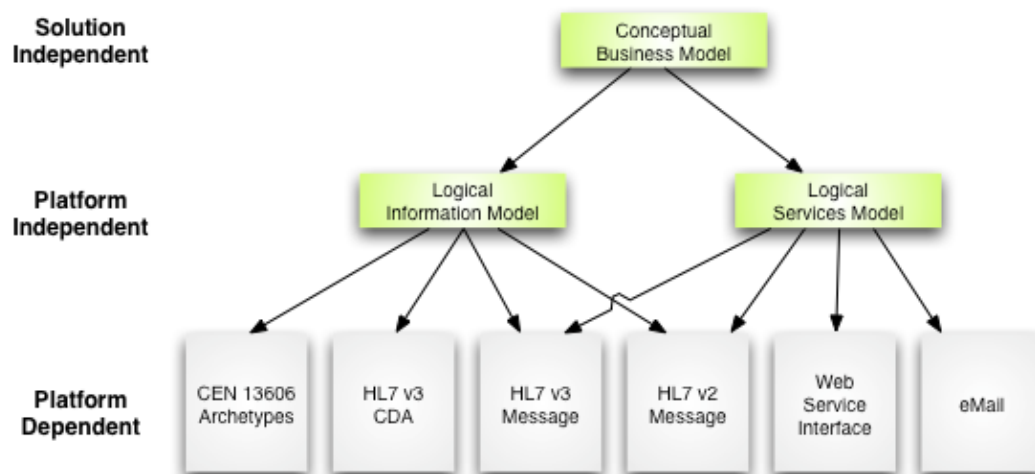 Solution
Independent
Conceptual
Business Model
Platform
Independent
Logical
Information Model
Logical
Services Model
Platform
Dependent
CEN 13606
Archetypes
HL7 v3
CDA
HL7 v3
Message
HL7 v2
Message
Web
Service
Interface
eMail